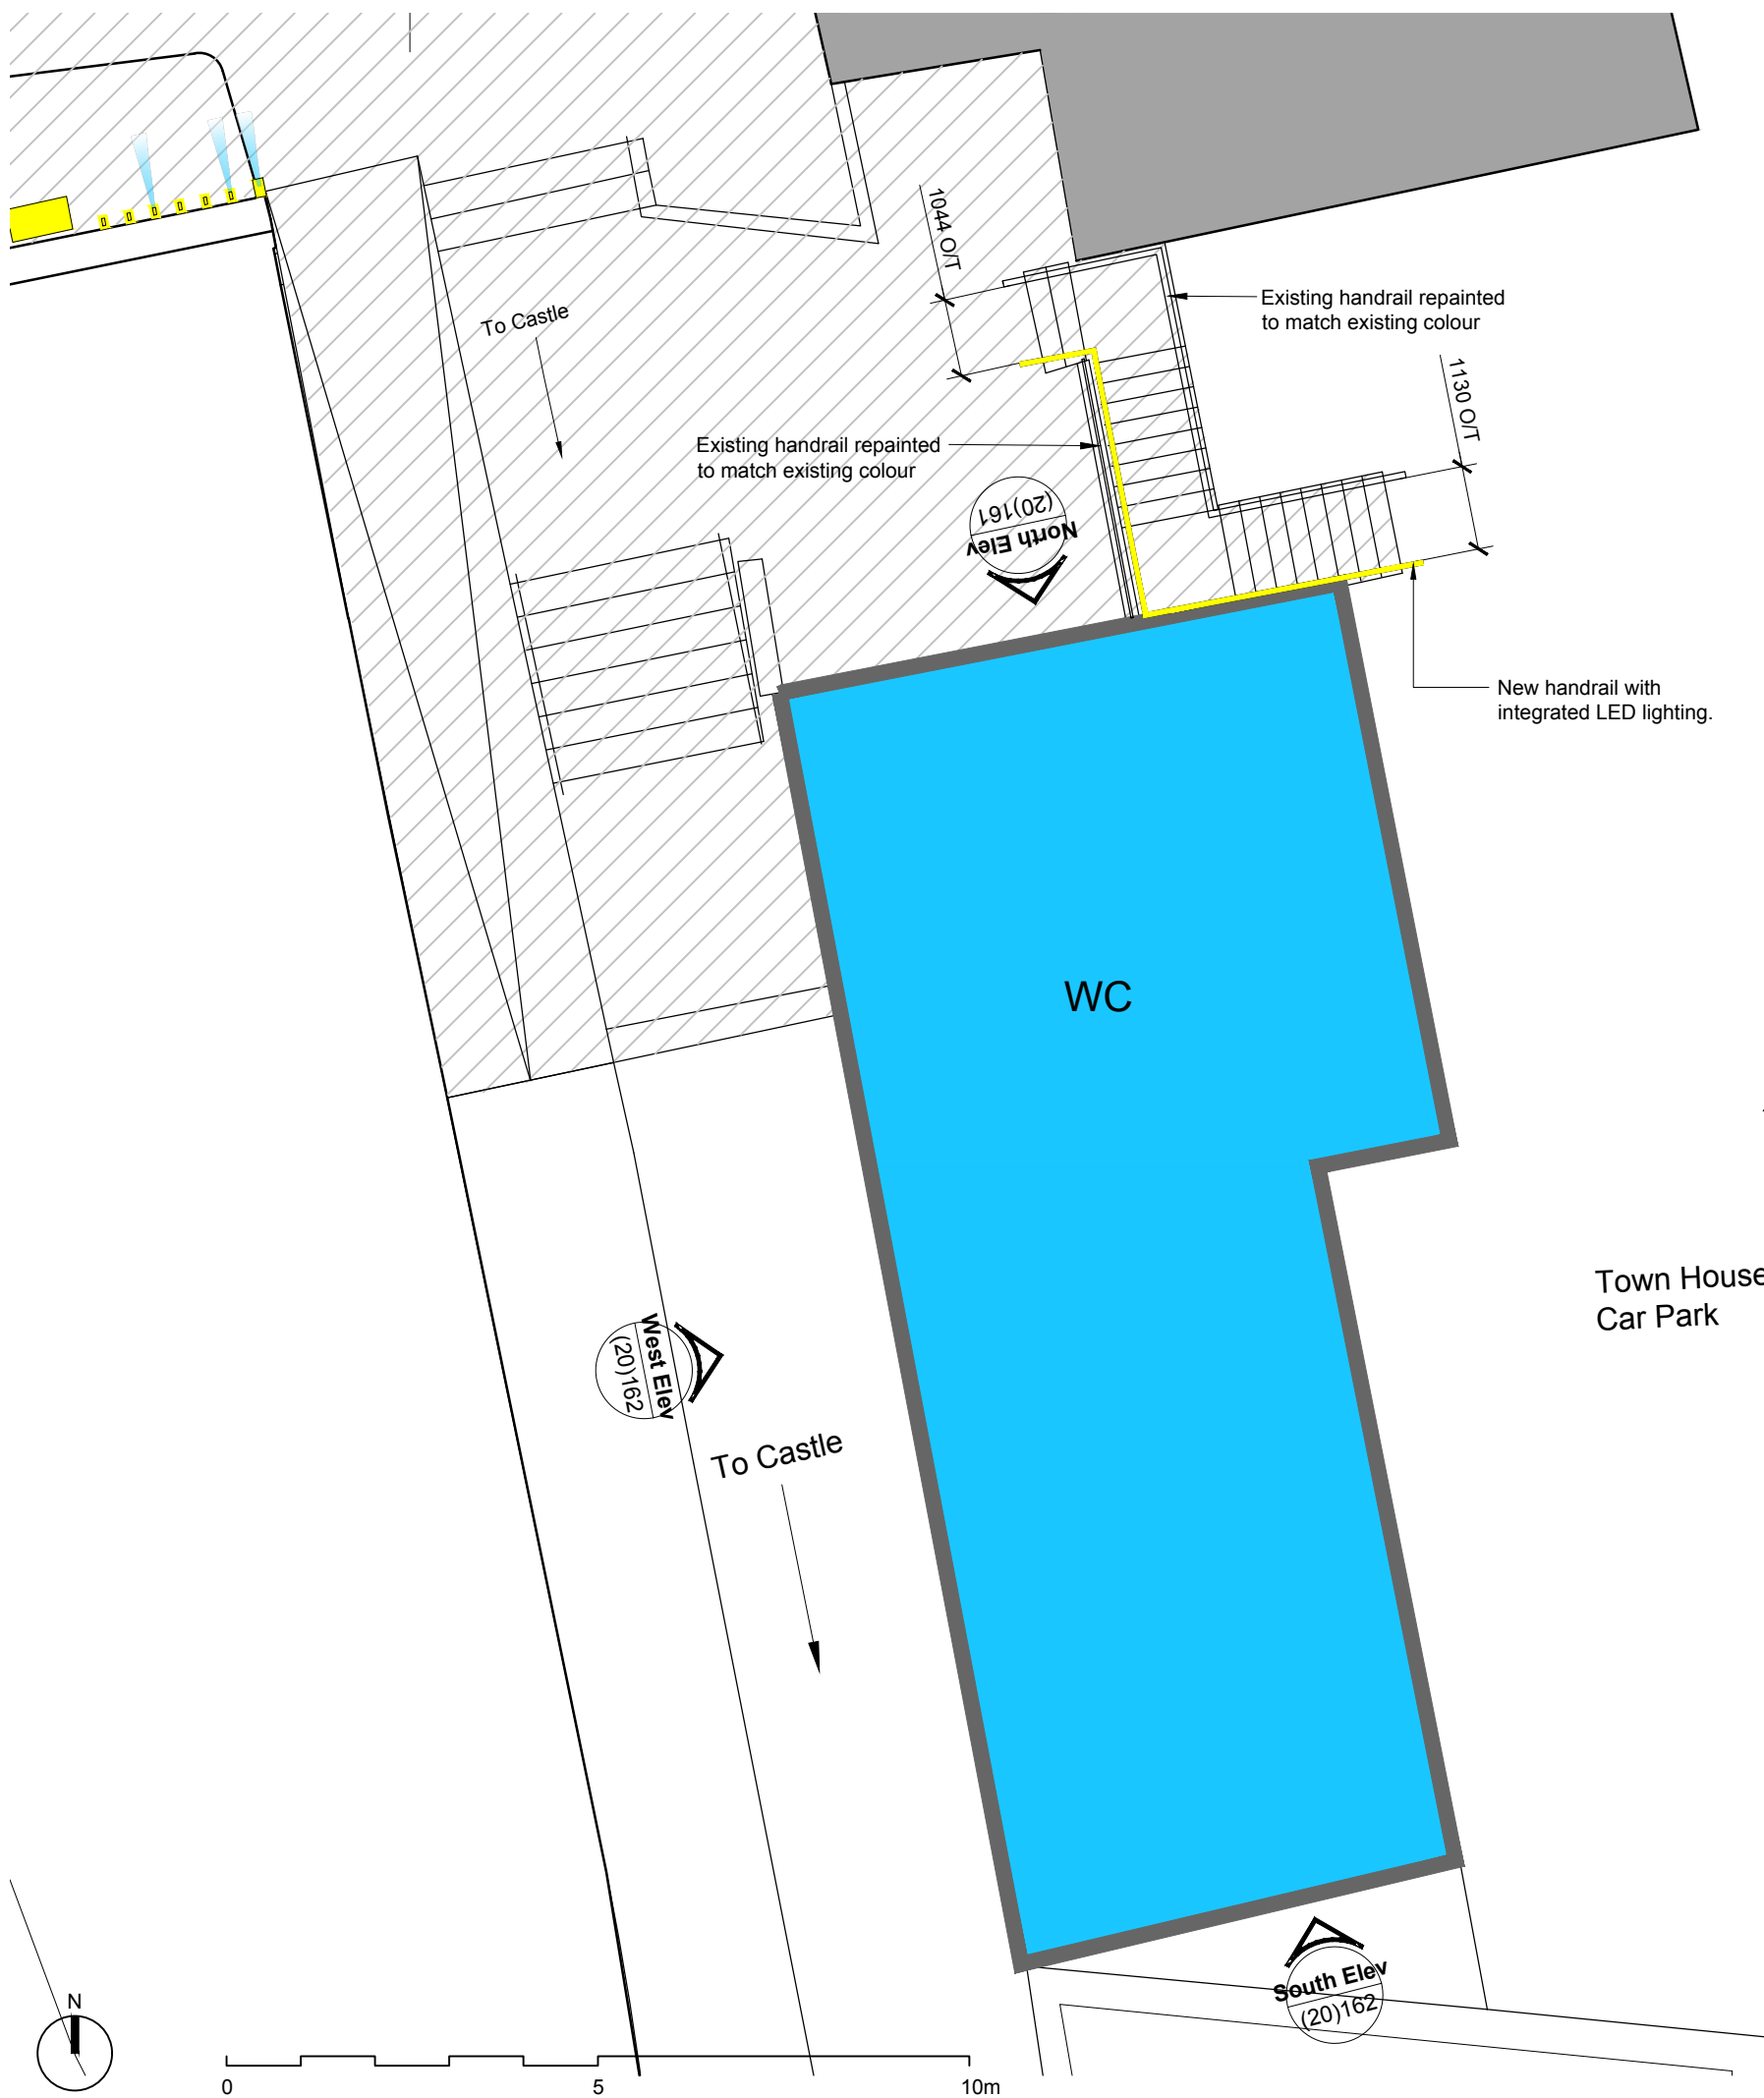 1044 O/T
Existing handrail repainted
to match existing colour
To Castle
1130 O/T
Existing handrail repainted
to match existing colour
North Elev
(20)161
New handrail with
integrated LED lighting.
WC
Town House
Car Park
West Elev
(20)162
To Castle
South Elev
(20)162
N
0
5
10m